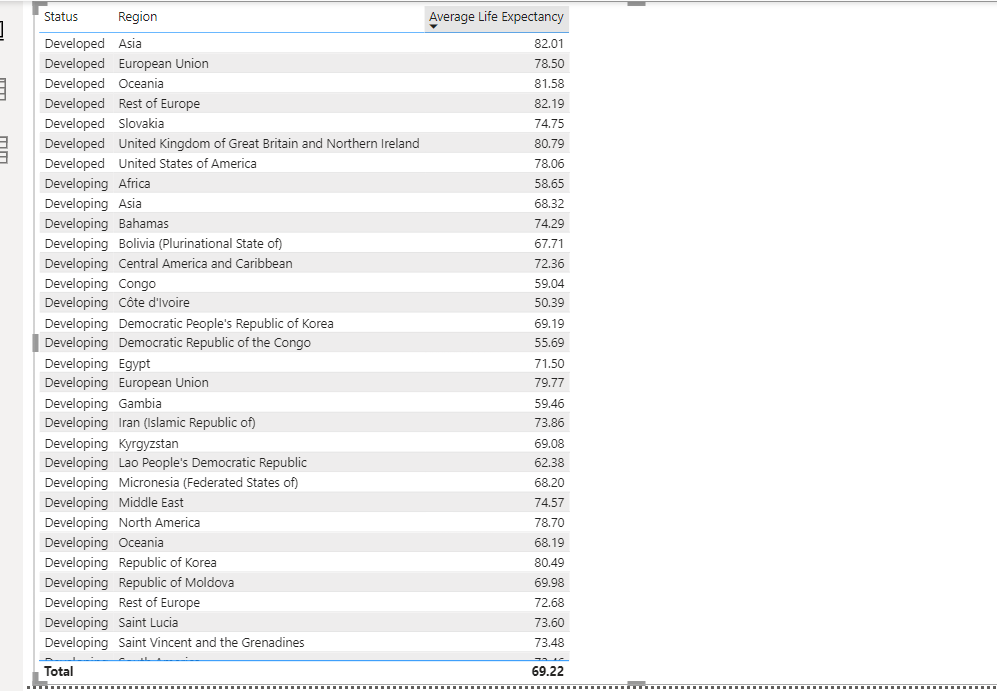 Status Region Average Life Expectancy
Developed Asia 82.01
Developed European Union 78.50
Developed Oceania 81.58
Developed Rest of Europe 82.19
Developed Slovakia 74.75
Developed United Kingdom of Great Britain and Northern Ireland 80.79
Developed United States of America 78.06
Developing Africa 58.65
Developing Asia 68.32
Developing Bahamas 74.29
Developing Bolivia (Plurinational State of) 67.71
Developing Central America and Caribbean 72.36
Developing Congo 59.04
Developing Côte d'Ivoire 50.39
Developing Democratic People's Republic of Korea 69.19
Developing Democratic Republic of the Congo 55.69
Developing Egypt 71.50
Developing European Union 79.77
Developing Gambia 59.46
Developing Iran (Islamic Republic of) 73.86
Developing Kyrgyzstan 69.08
Developing Lao People's Democratic Republic 62.38
Developing Micronesia (Federated States of) 68.20
Developing Middle East 74.57
Developing North America 78.70
Developing Oceania 68.19
Developing Republic of Korea 80.49
Developing Republic of Moldova 69.98
Developing Rest of Europe 72.68
Developing Saint Lucia 73.60
Developing Saint Vincent and the Grenadines 73.48
Total 69.22